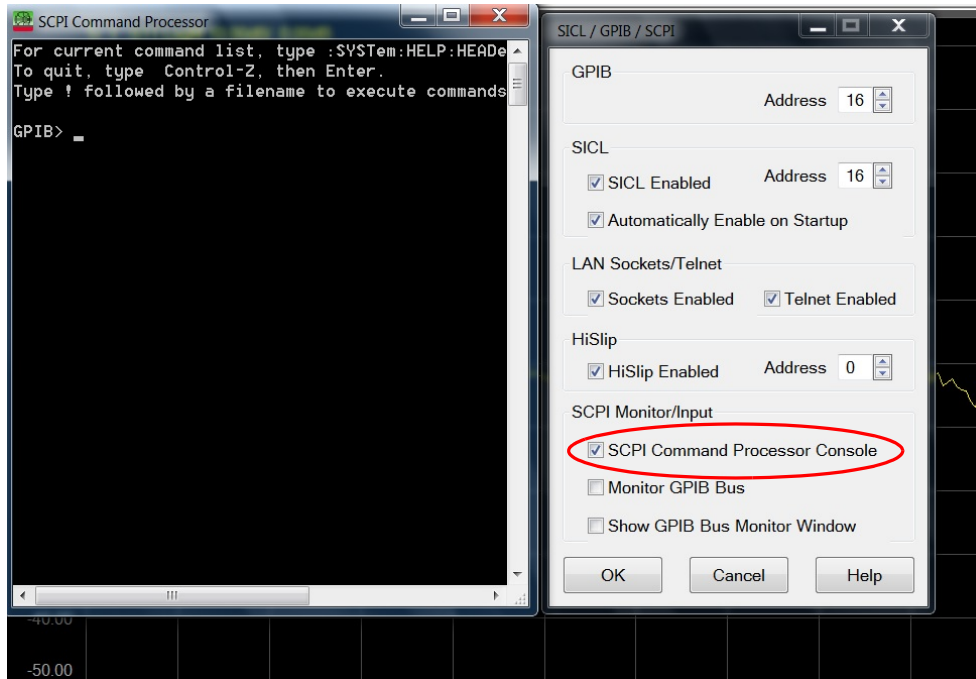 SCPI Command Processor
For current command list, type :SYSTem:HELP:HEADe
To quit, type Control-Z, then Enter.
Type ! followed by a filename to execute commands
GPIB> _
SICL / GPIB / SCPI
GPIB
Address 16
SICL
SICL Enabled Address 16
Automatically Enable on Startup
LAN Sockets/Telnet
Sockets Enabled Telnet Enabled
HiSlip
HiSlip Enabled Address 0
SCPI Monitor/Input
SCPI Command Processor Console
Monitor GPIB Bus
Show GPIB Bus Monitor Window
OK Cancel Help
-40.00
-50.00